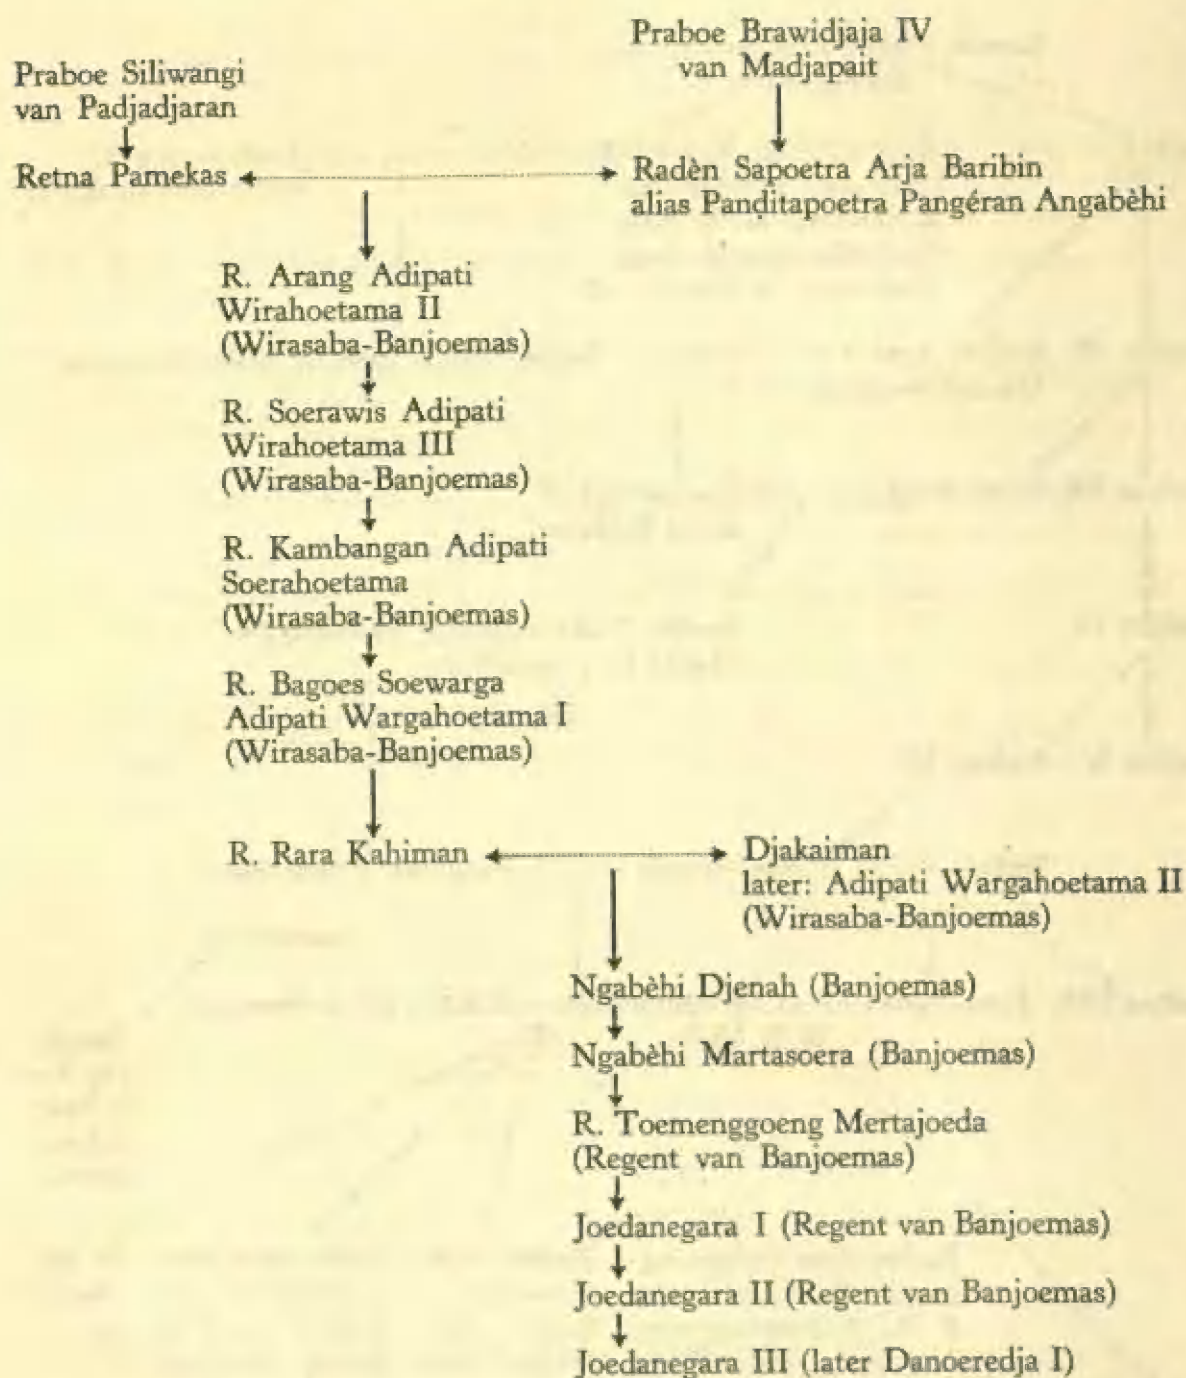 Praboe Siliwangi
van Padjadjaran
Praboe Brawidjaja IV
van Madjapait
Retna Pamekas
Radèn Sapoetra Arja Baribin
alias Panḍitapoetra Pangéran Angabèhi
R. Arang Adipati
Wirahoetama II
(Wirasaba-Banjoemas)
R. Soerawis Adipati
Wirahoetama III
(Wirasaba-Banjoemas)
R. Kambangan Adipati
Soerahoetama
(Wirasaba-Banjoemas)
R. Bagoes Soewarga
Adipati Wargahoetama I
(Wirasaba-Banjoemas)
R. Rara Kahiman
Djakaiman
later: Adipati Wargahoetama II
(Wirasaba-Banjoemas)
Ngabèhi Djenah (Banjoemas)
Ngabèhi Martasoera (Banjoemas)
R. Toemenggoeng Mertajoeda
(Regent van Banjoemas)
Joedanegara I (Regent van Banjoemas)
Joedanegara II (Regent van Banjoemas)
Joedanegara III (later Danoeredja I)